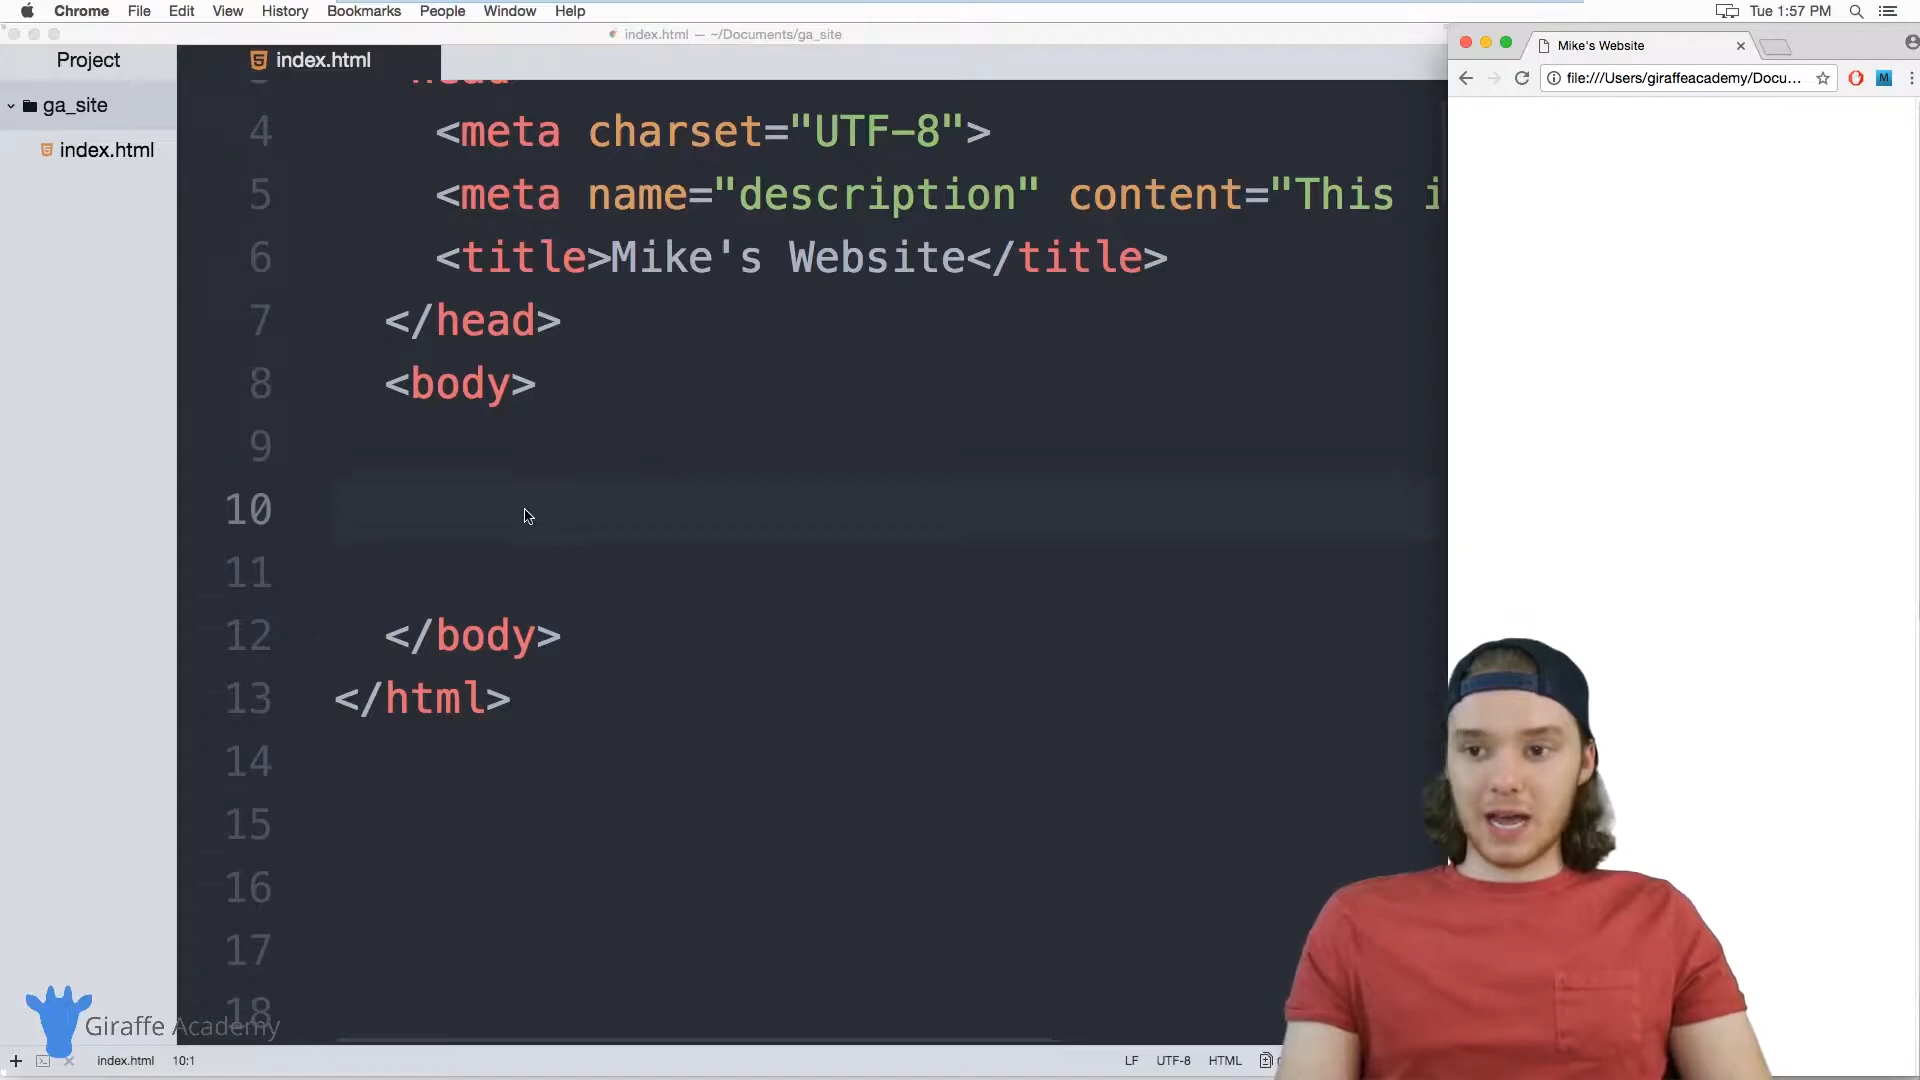 Chrome File Edit View History Bookmarks People Window Help
Tue 1:57 PM
index.html — ~/Documents/ga_site
Project
ga_site
index.html
index.html
head
4 <meta charset="UTF-8">
5 <meta name="description" content="This i
6 <title>Mike's Website</title>
7 </head>
8 <body>
9
10
11
12 </body>
13 </html>
14
15
16
17
18
Mike's Website
file:///Users/giraffeacademy/Docu...
M
Giraffe Academy
index.html 10:1
LF UTF-8 HTML